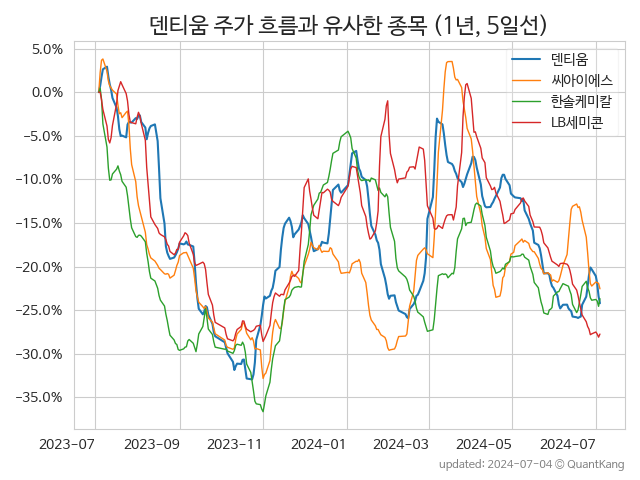 덴티움 주가 흐름과 유사한 종목 (1년, 5일선)
5.0%
0.0%
−5.0%
−10.0%
−15.0%
−20.0%
−25.0%
−30.0%
−35.0%
덴티움
씨아이에스
한솔케미칼
LB세미콘
2023-07 2023-09 2023-11 2024-01 2024-03 2024-05 2024-07
updated: 2024-07-04 © QuantKang